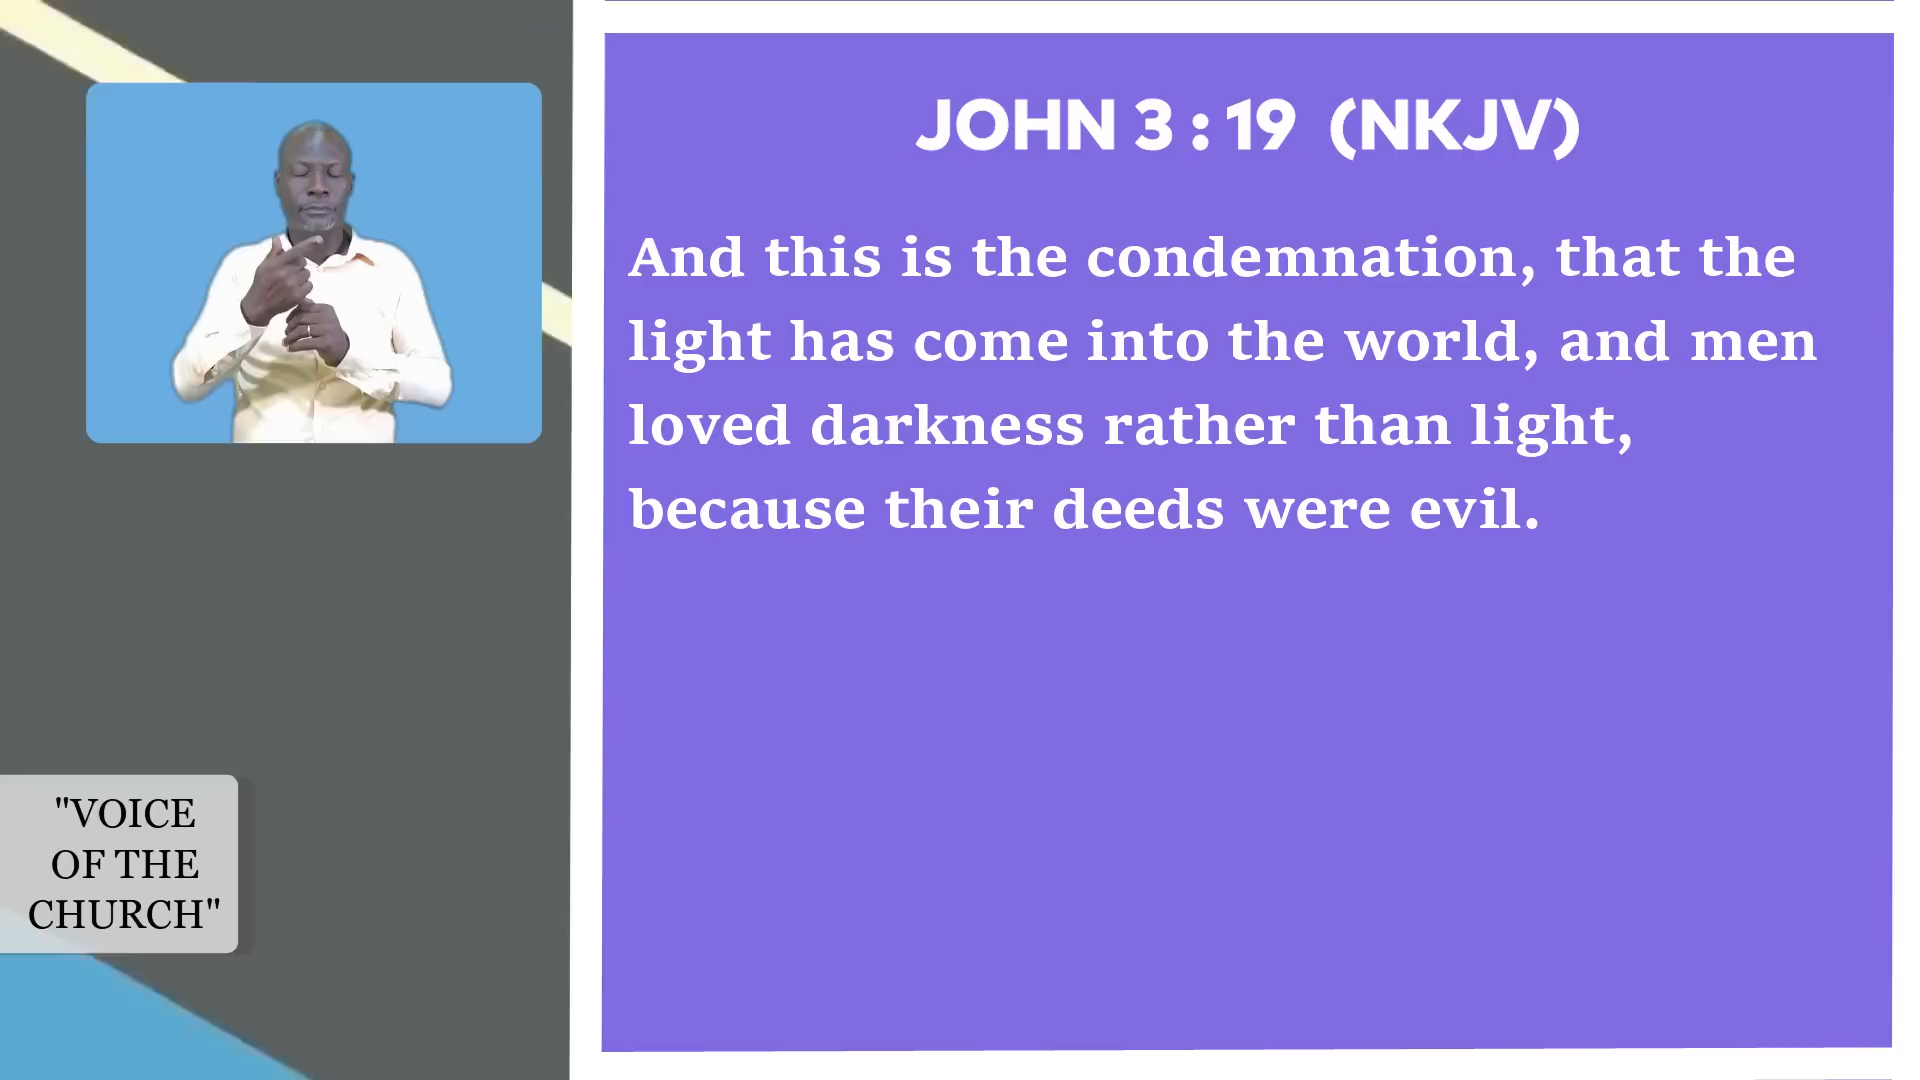 JOHN 3 : 19 (NKJV)
And this is the condemnation, that the
light has come into the world, and men
loved darkness rather than light,
because their deeds were evil.
"VOICE
OF THE
CHURCH"